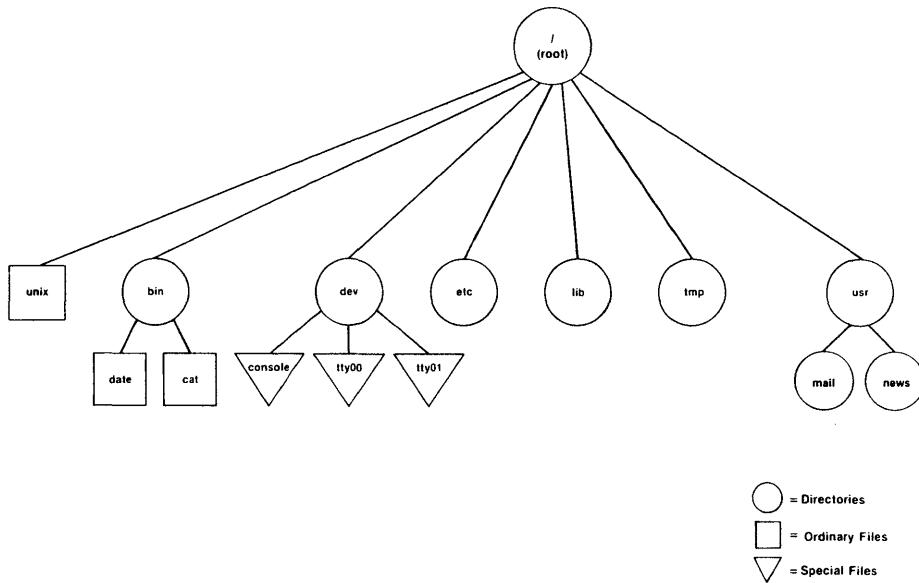 /
(root)
unix
bin
dev
etc
lib
tmp
usr
date
cat
console
tty00
tty01
mail
news
= Directories
= Ordinary Files
= Special Files